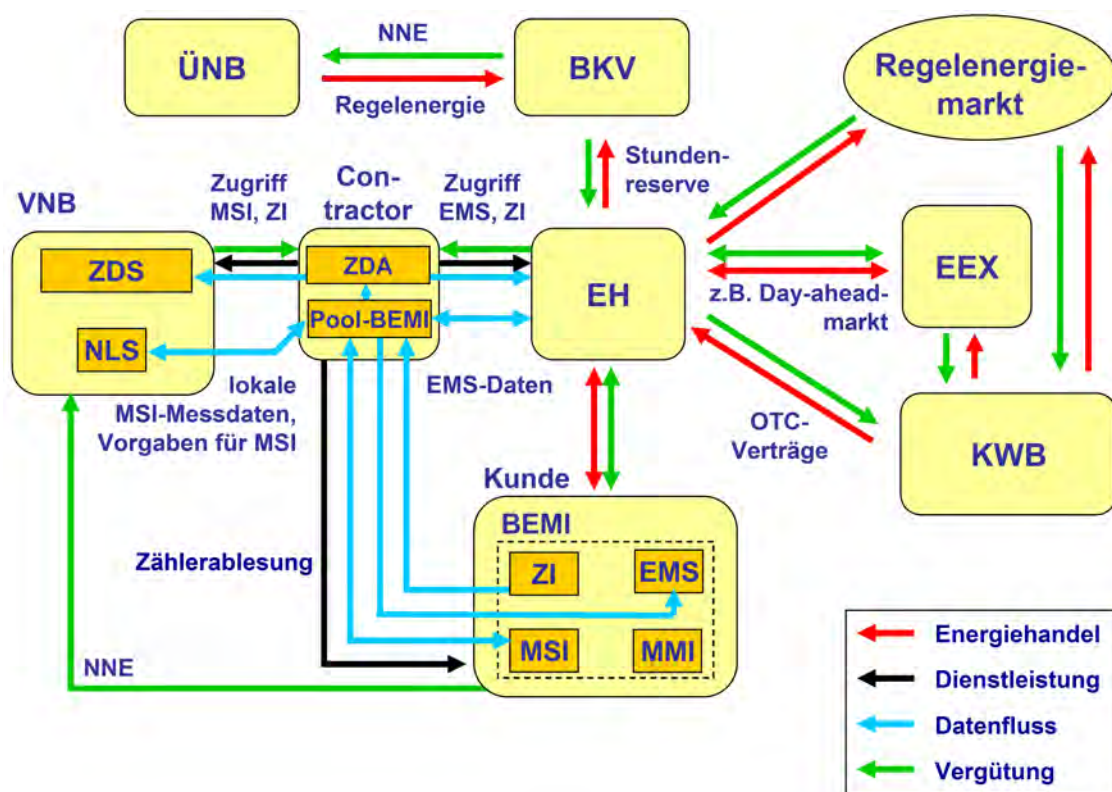 NNE
ÜNB
BKV
Regelenergie
Regelenergie-
markt
Stunden-
reserve
VNB
Zugriff
MSI, ZI
Con-
tractor
Zugriff
EMS, ZI
ZDS
ZDA
EH
EEX
z.B. Day-ahead-
markt
Pool-BEMI
NLS
lokale
MSI-Messdaten,
Vorgaben für MSI
EMS-Daten
OTC-
Verträge
KWB
Kunde
BEMI
Zählerablesung
ZI
EMS
MSI
MMI
NNE
Energiehandel
Dienstleistung
Datenfluss
Vergütung